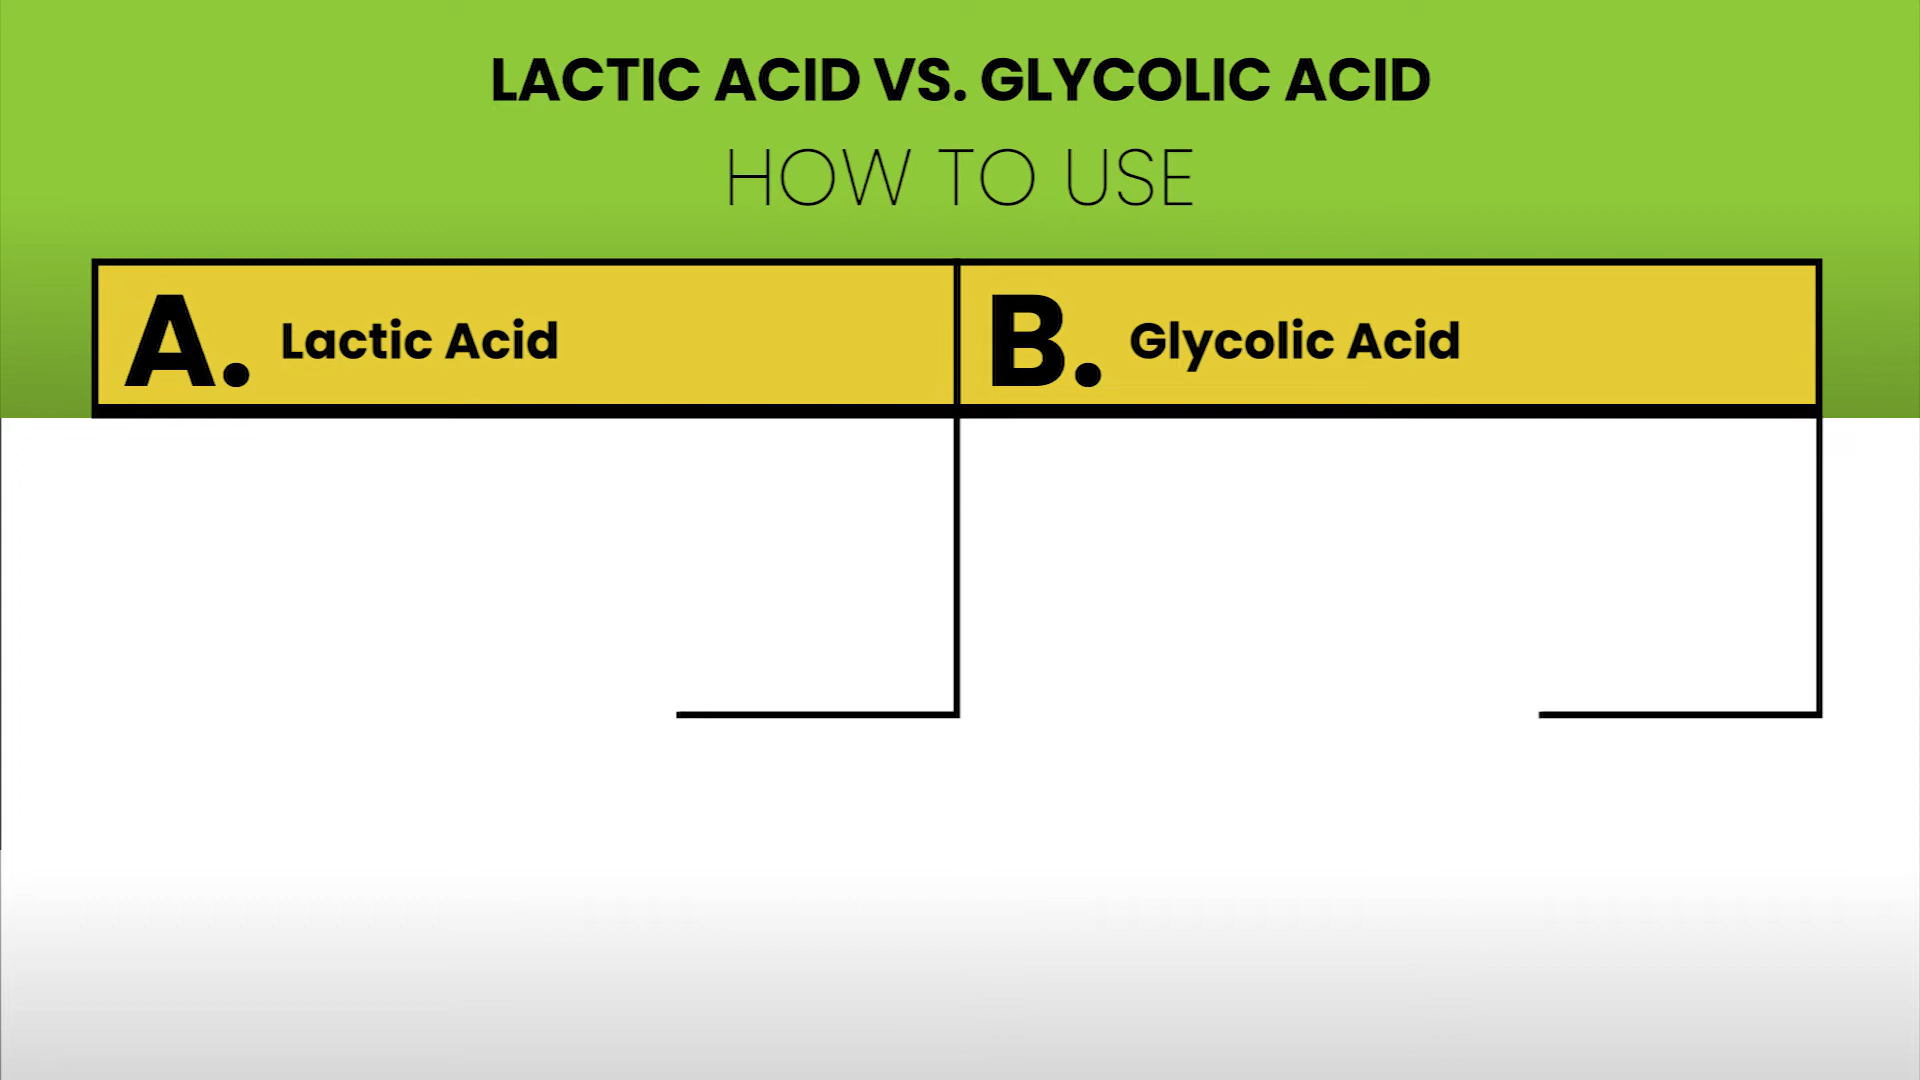 LACTIC ACID VS. GLYCOLIC ACID
HOW TO USE
A. Lactic Acid
B. Glycolic Acid